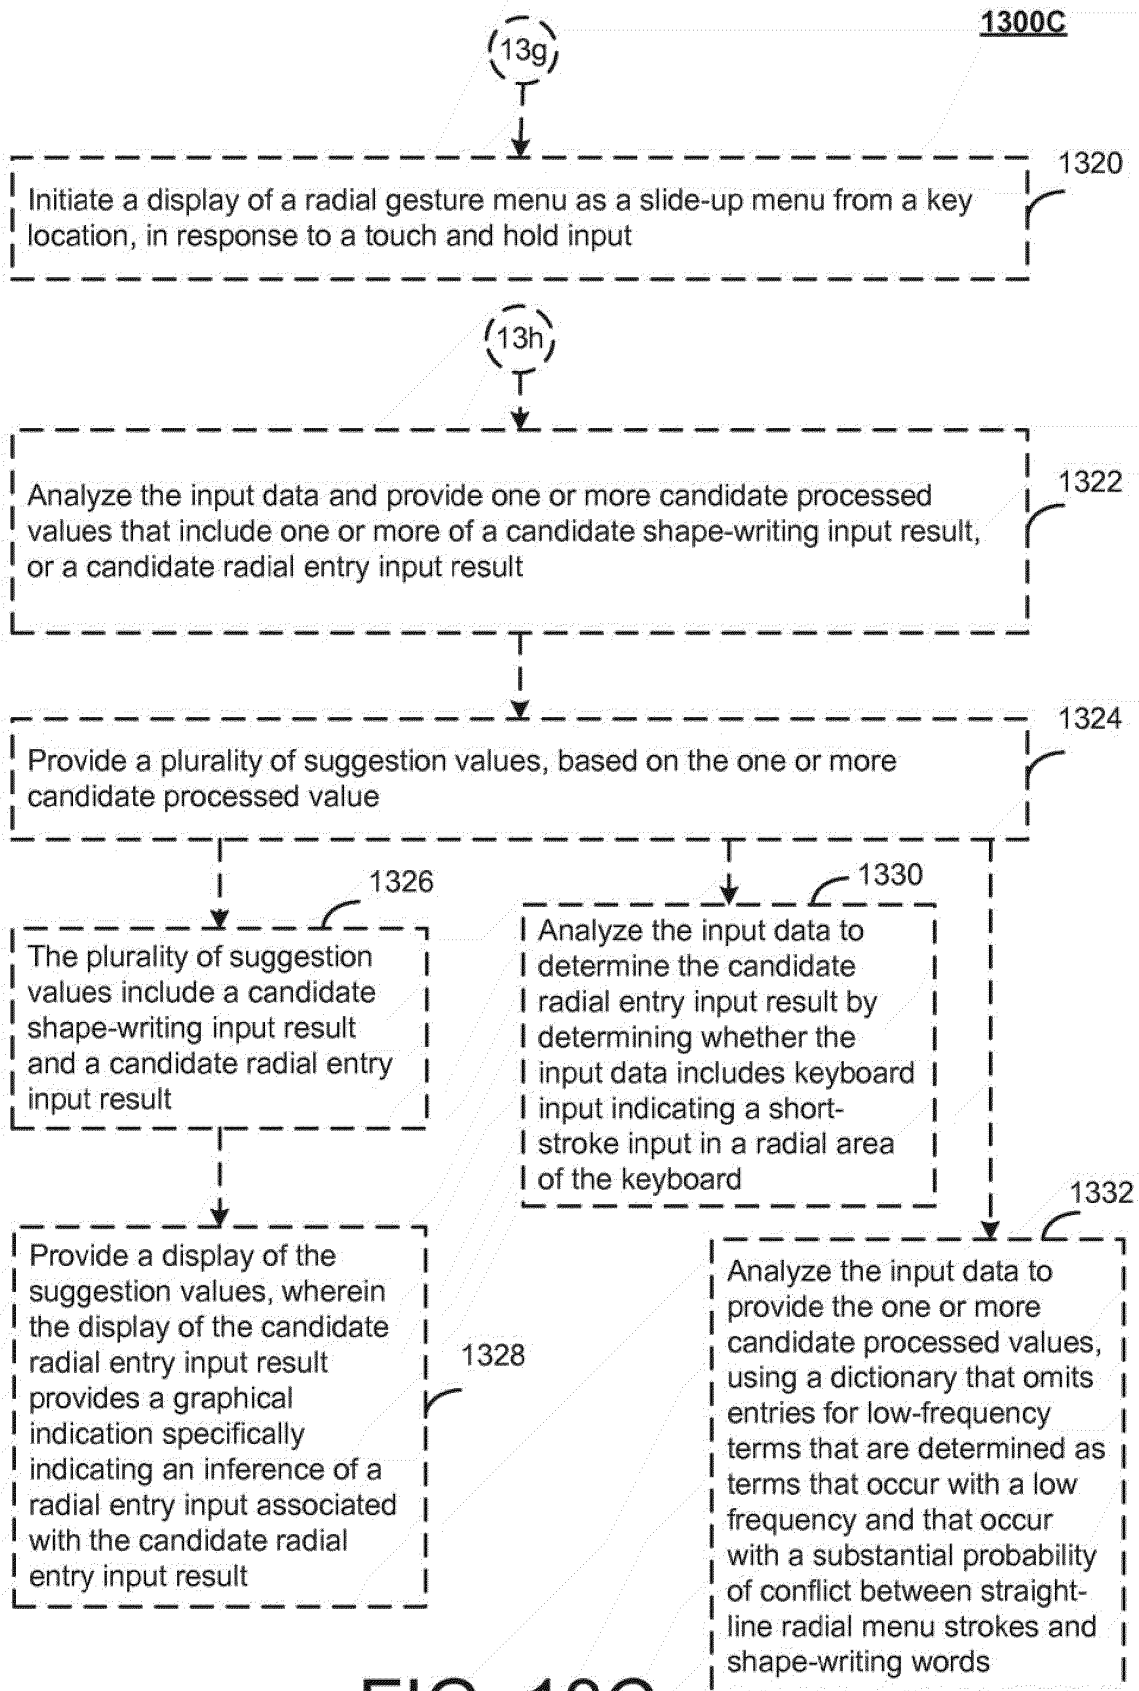 1300C
13g
1320
Initiate a display of a radial gesture menu as a slide-up menu from a key
location, in response to a touch and hold input
13h
1322
Analyze the input data and provide one or more candidate processed
values that include one or more of a candidate shape-writing input result,
or a candidate radial entry input result
1324
Provide a plurality of suggestion values, based on the one or more
candidate processed value
1326
The plurality of suggestion
values include a candidate
shape-writing input result
and a candidate radial entry
input result
1330
Analyze the input data to
determine the candidate
radial entry input result by
determining whether the
input data includes keyboard
input indicating a short-
stroke input in a radial area
of the keyboard
1328
Provide a display of the
suggestion values, wherein
the display of the candidate
radial entry input result
provides a graphical
indication specifically
indicating an inference of a
radial entry input associated
with the candidate radial
entry input result
1332
Analyze the input data to
provide the one or more
candidate processed values,
using a dictionary that omits
entries for low-frequency
terms that are determined as
terms that occur with a low
frequency and that occur
with a substantial probability
of conflict between straight-
line radial menu strokes and
shape-writing words
FIG. 13C